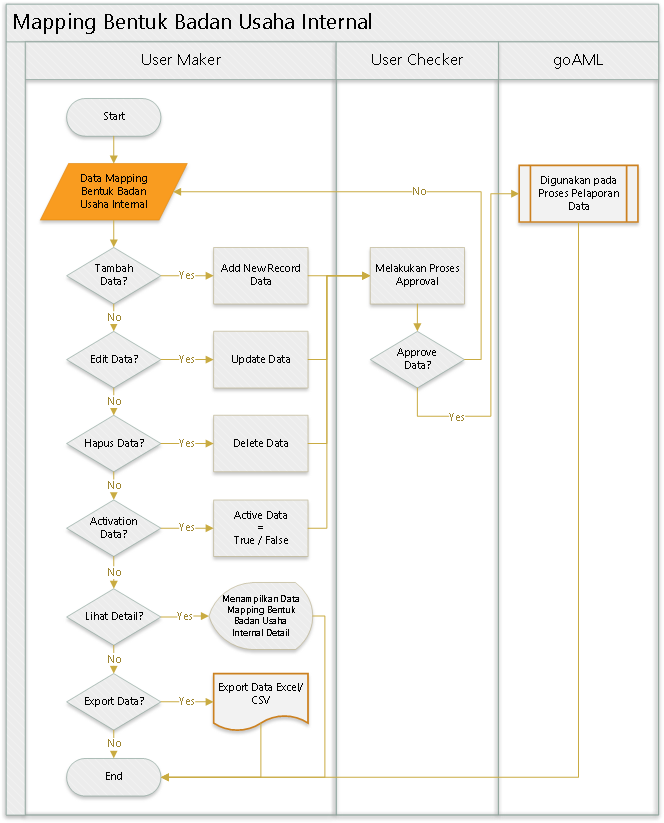 Mapping Bentuk Badan Usaha Internal
User Maker
User Checker
goAML
Start
Data Mapping
Bentuk Badan
Usaha Internal
No
Digunakan pada
Proses Pelaporan
Data
Tambah
Data?
Yes
Add New Record
Data
Melakukan Proses
Approval
No
Edit Data?
Yes
Update Data
Approve
Data?
No
Yes
Hapus Data?
Yes
Delete Data
No
Activation
Data?
Yes
Active Data
=
True / False
No
Lihat Detail?
Yes
Menampilkan Data
Mapping Bentuk
Badan Usaha
Internal Detail
No
Export Data?
Yes
Export Data Excel/
CSV
No
End